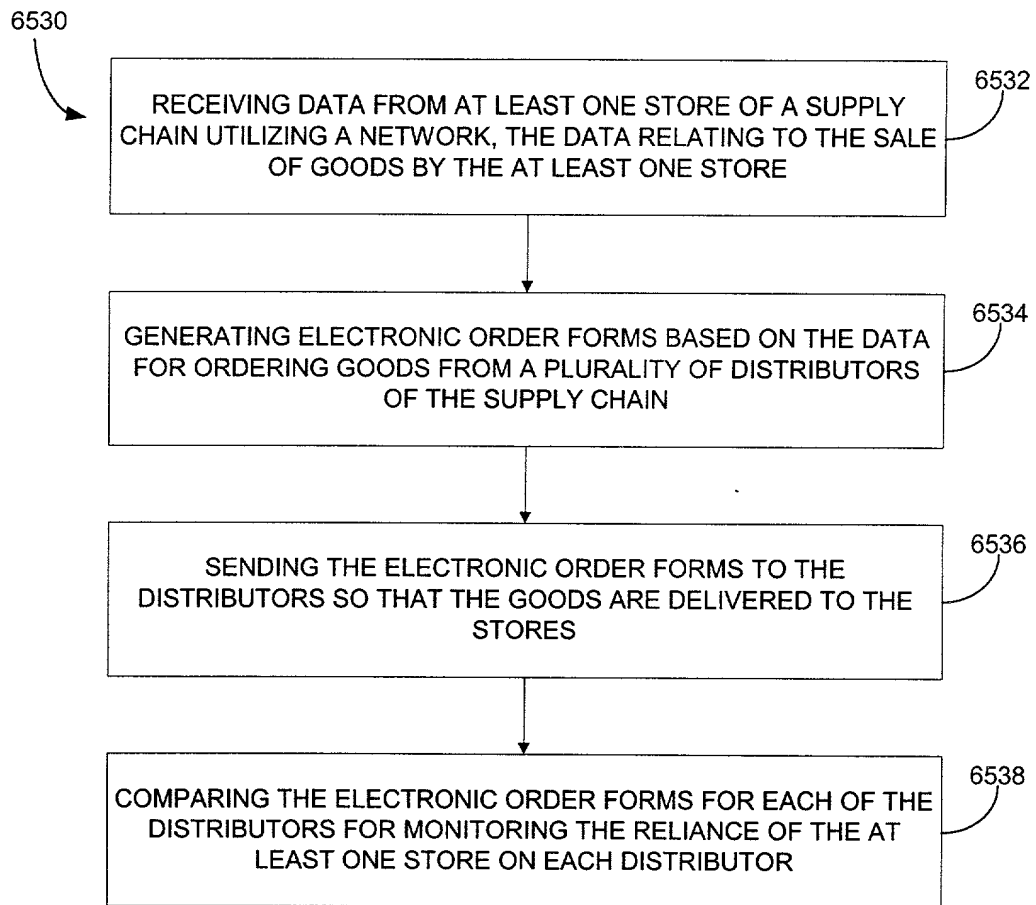 6530
6532
RECEIVING DATA FROM AT LEAST ONE STORE OF A SUPPLY
CHAIN UTILIZING A NETWORK, THE DATA RELATING TO THE SALE
OF GOODS BY THE AT LEAST ONE STORE
6534
GENERATING ELECTRONIC ORDER FORMS BASED ON THE DATA
FOR ORDERING GOODS FROM A PLURALITY OF DISTRIBUTORS
OF THE SUPPLY CHAIN
6536
SENDING THE ELECTRONIC ORDER FORMS TO THE
DISTRIBUTORS SO THAT THE GOODS ARE DELIVERED TO THE
STORES
6538
COMPARING THE ELECTRONIC ORDER FORMS FOR EACH OF THE
DISTRIBUTORS FOR MONITORING THE RELIANCE OF THE AT
LEAST ONE STORE ON EACH DISTRIBUTOR